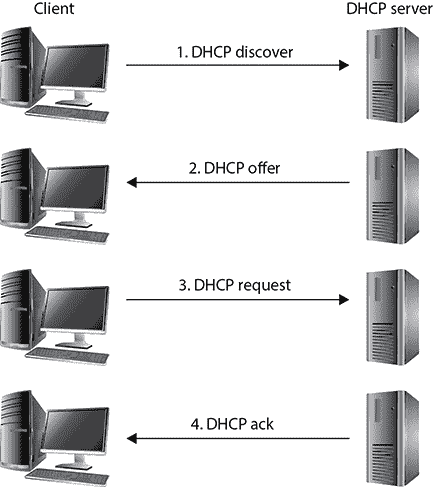 Client
DHCP server
1. DHCP discover
2. DHCP offer
3. DHCP request
4. DHCP ack